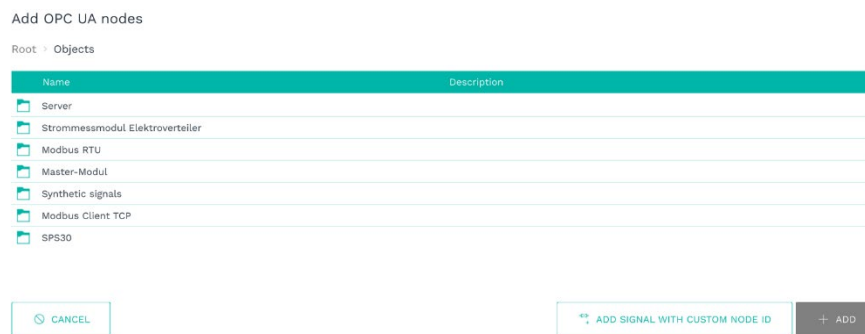 Add OPC UA nodes
Root > Objects
Name Description
Server
Strommessmodul Elektroverteiler
Modbus RTU
Master-Modul
Synthetic signals
Modbus Client TCP
SPS30
CANCEL ADD SIGNAL WITH CUSTOM NODE ID + ADD